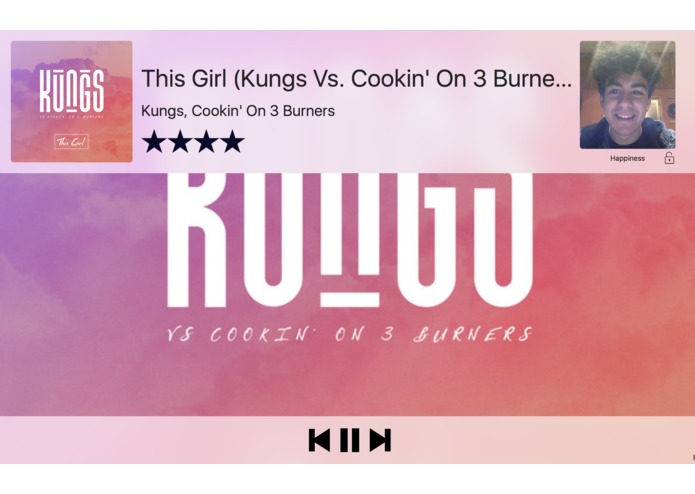 KUNGS
VS COOKIN' ON 3 BURNERS
This Girl
This Girl (Kungs Vs. Cookin' On 3 Burne...
Kungs, Cookin' On 3 Burners
Happiness
KUNGS
VS COOKIN' ON 3 BURNERS